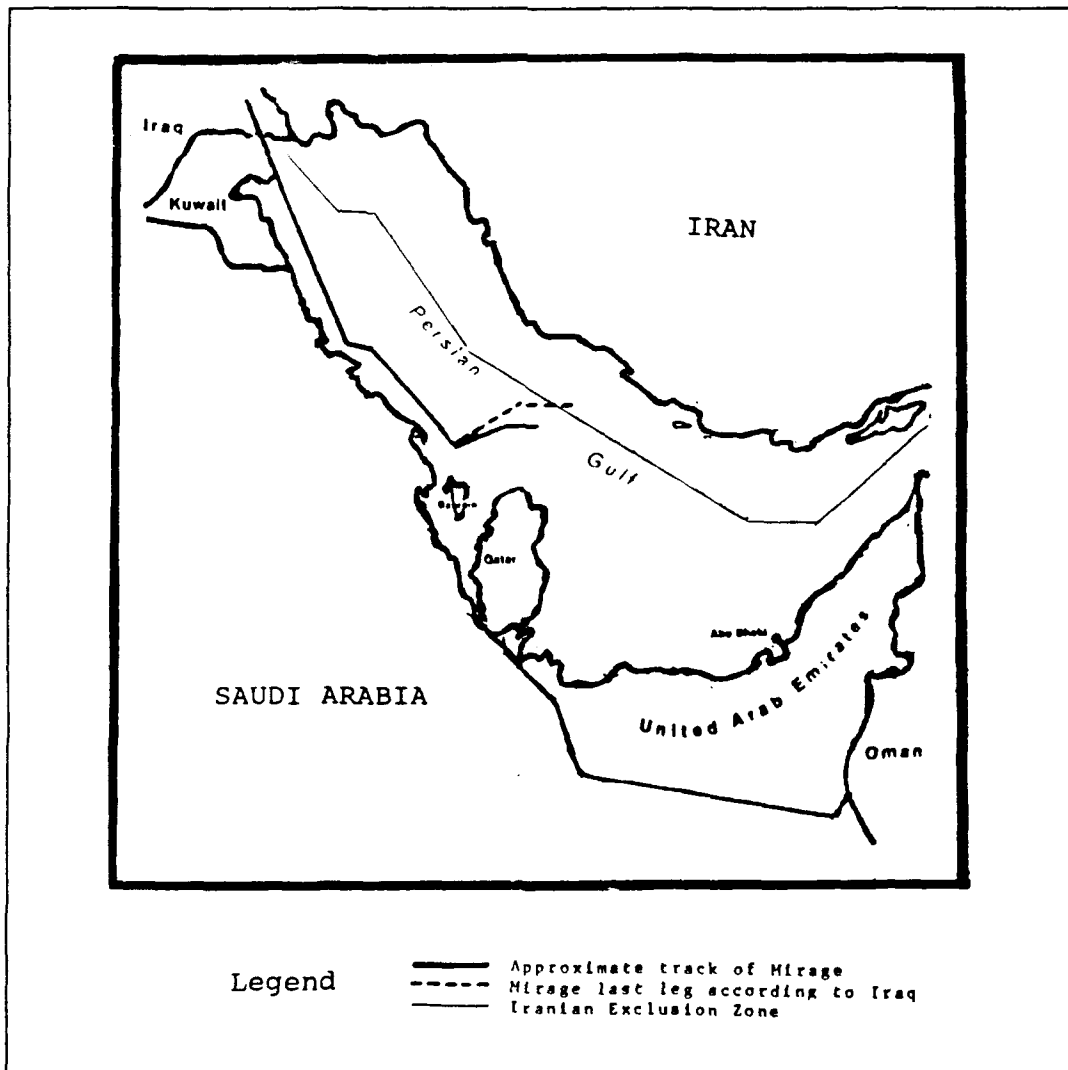 Iraq
Kuwait
IRAN
Persian
Gulf
Qatar
Abu Dhabi
SAUDI ARABIA
United Arab Emirates
Oman
Legend
Approximate track of Mirage
Mirage last leg according to Iraq
Iranian Exclusion Zone